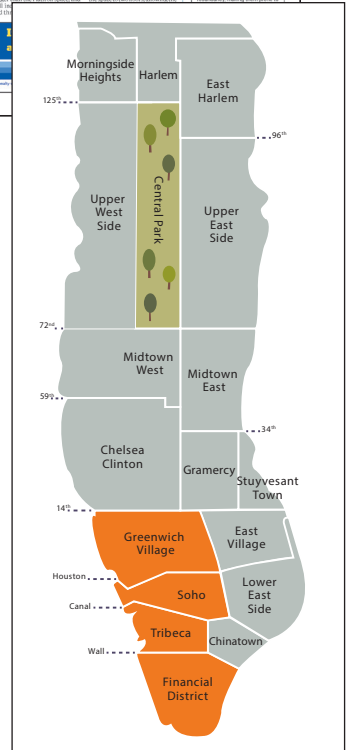 Morningside
Heights
Harlem
East
Harlem
125th
96th
Upper
West
Side
Central Park
Upper
East
Side
72nd
Midtown
West
Midtown
East
59th
34th
Chelsea
Clinton
Gramercy
Stuyvesant
Town
14th
Greenwich
Village
East
Village
Houston
Soho
Lower
East
Side
Canal
Tribeca
Chinatown
Wall
Financial
District